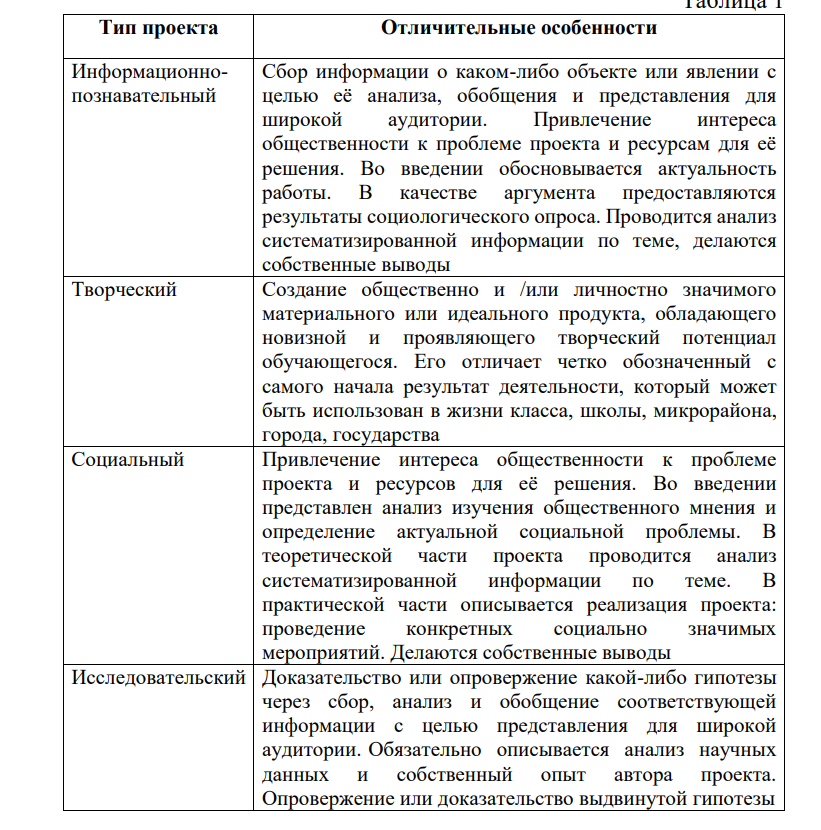 Таблица 1
Тип проекта
Отличительные особенности
Информационно-
познавательный
Сбор информации о каком-либо объекте или явлении с
целью её анализа, обобщения и представления для
широкой аудитории. Привлечение интереса
общественности к проблеме проекта и ресурсам для её
решения. Во введении обосновывается актуальность
работы. В качестве аргумента предоставляются
результаты социологического опроса. Проводится анализ
систематизированной информации по теме, делаются
собственные выводы
Творческий
Создание общественно и /или личностно значимого
материального или идеального продукта, обладающего
новизной и проявляющего творческий потенциал
обучающегося. Его отличает четко обозначенный с
самого начала результат деятельности, который может
быть использован в жизни класса, школы, микрорайона,
города, государства
Социальный
Привлечение интереса общественности к проблеме
проекта и ресурсов для её решения. Во введении
представлен анализ изучения общественного мнения и
определение актуальной социальной проблемы. В
теоретической части проекта проводится анализ
систематизированной информации по теме. В
практической части описывается реализация проекта:
проведение конкретных социально значимых
мероприятий. Делаются собственные выводы
Исследовательский
Доказательство или опровержение какой-либо гипотезы
через сбор, анализ и обобщение соответствующей
информации с целью представления для широкой
аудитории. Обязательно описывается анализ научных
данных и собственный опыт автора проекта.
Опровержение или доказательство выдвинутой гипотезы